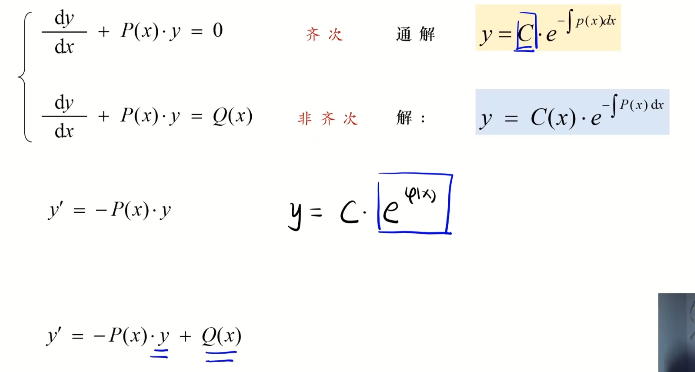 dy/dx + P(x)·y = 0 齐次 通解 y = C·e^{-∫p(x)dx}
dy/dx + P(x)·y = Q(x) 非齐次 解: y = C(x)·e^{-∫P(x)dx}
y′ = −P(x)·y y = C·e^{φ(x)}
y′ = −P(x)·y + Q(x)